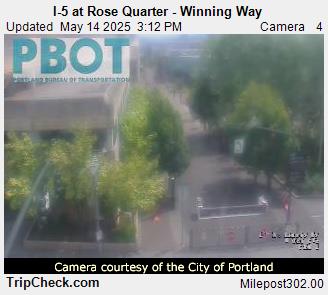 I-5 at Rose Quarter - Winning Way
Updated May 14 2025 3:12 PM Camera 4
PBOT
PORTLAND BUREAU OF TRANSPORTATION
Camera courtesy of the City of Portland
TripCheck.com Milepost302.00